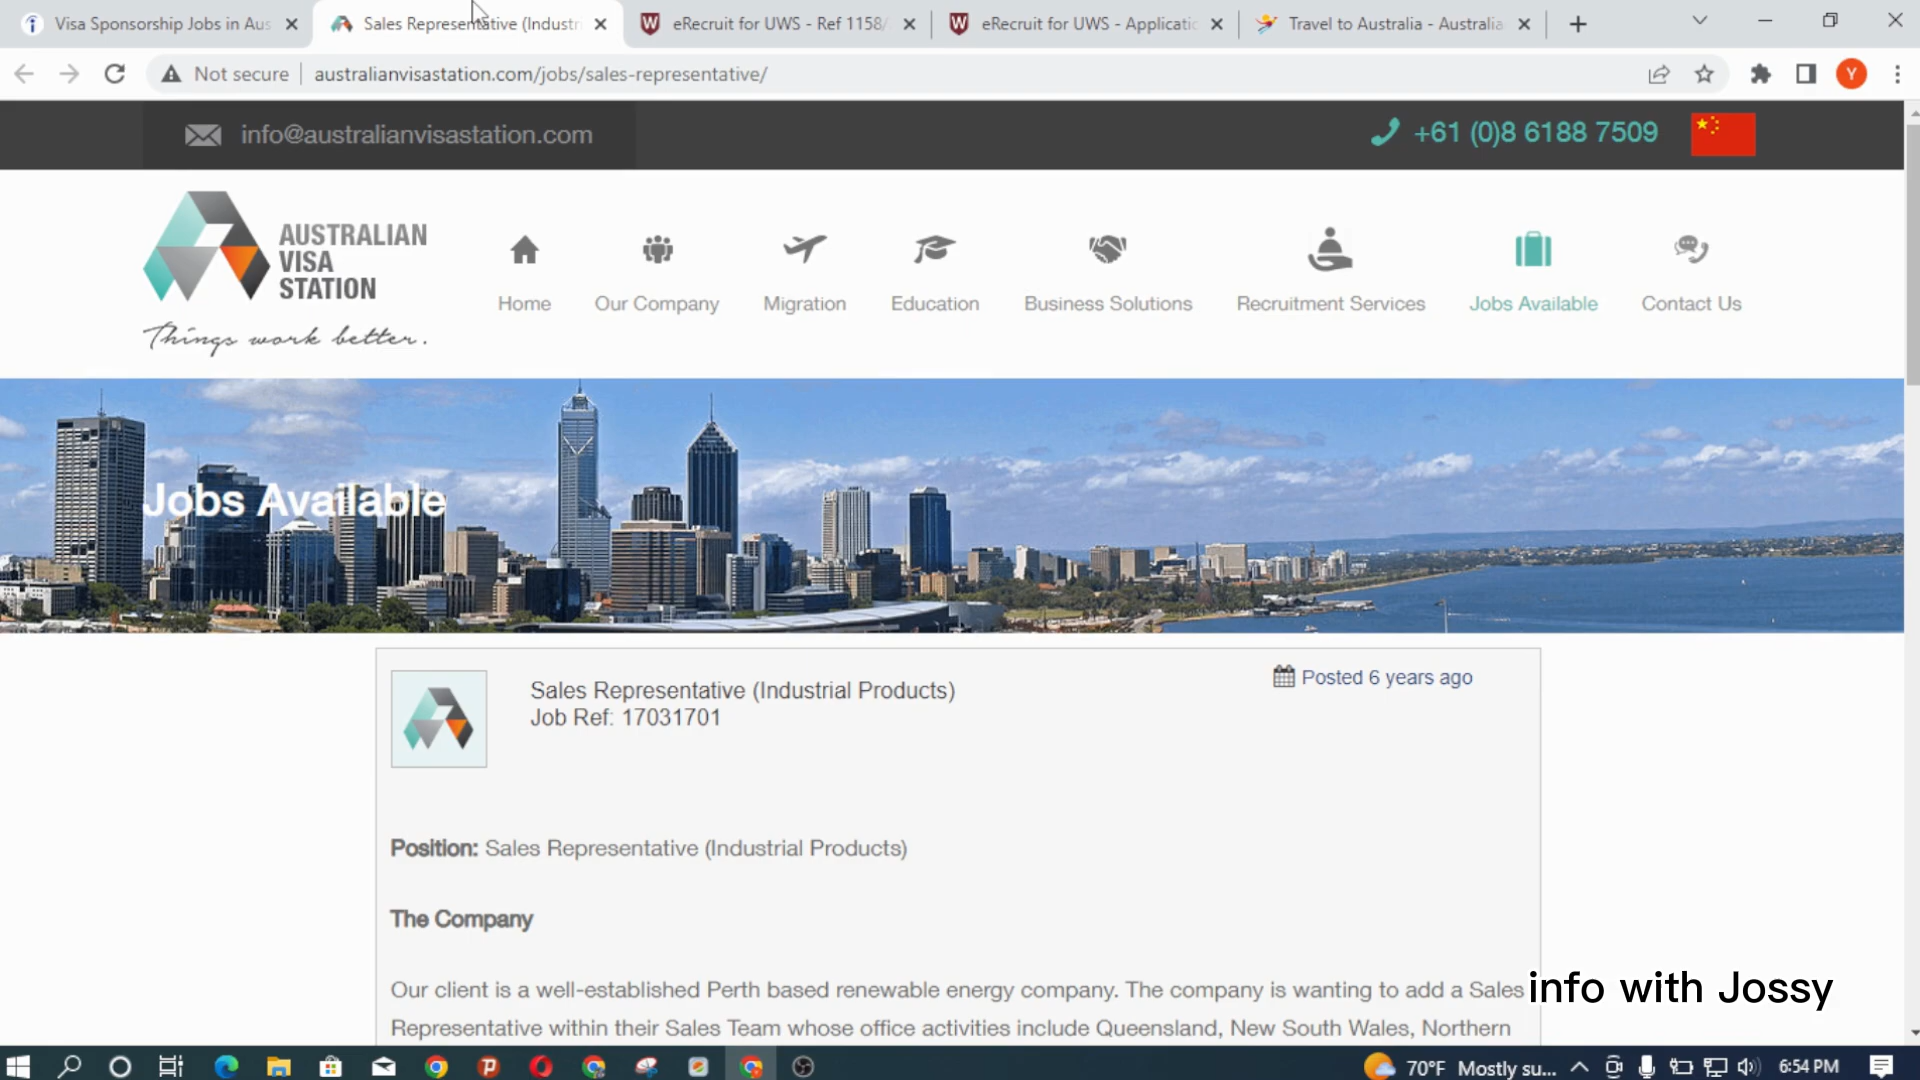 Visa Sponsorship Jobs in Aus
Sales Representative (Industri
eRecruit for UWS - Ref 1158/
eRecruit for UWS - Applicatio
Travel to Australia - Australia
Not secure
australianvisastation.com/jobs/sales-representative/
Y
info@australianvisastation.com
+61 (0)8 6188 7509
AUSTRALIAN
VISA
STATION
Things work better.
Home
Our Company
Migration
Education
Business Solutions
Recruitment Services
Jobs Available
Contact Us
Jobs Available
Sales Representative (Industrial Products)
Posted 6 years ago
Job Ref: 17031701
Position: Sales Representative (Industrial Products)
The Company
Our client is a well-established Perth based renewable energy company. The company is wanting to add a Sales
Representative within their Sales Team whose office activities include Queensland, New South Wales, Northern
info with Jossy
70°F Mostly su...
6:54 PM